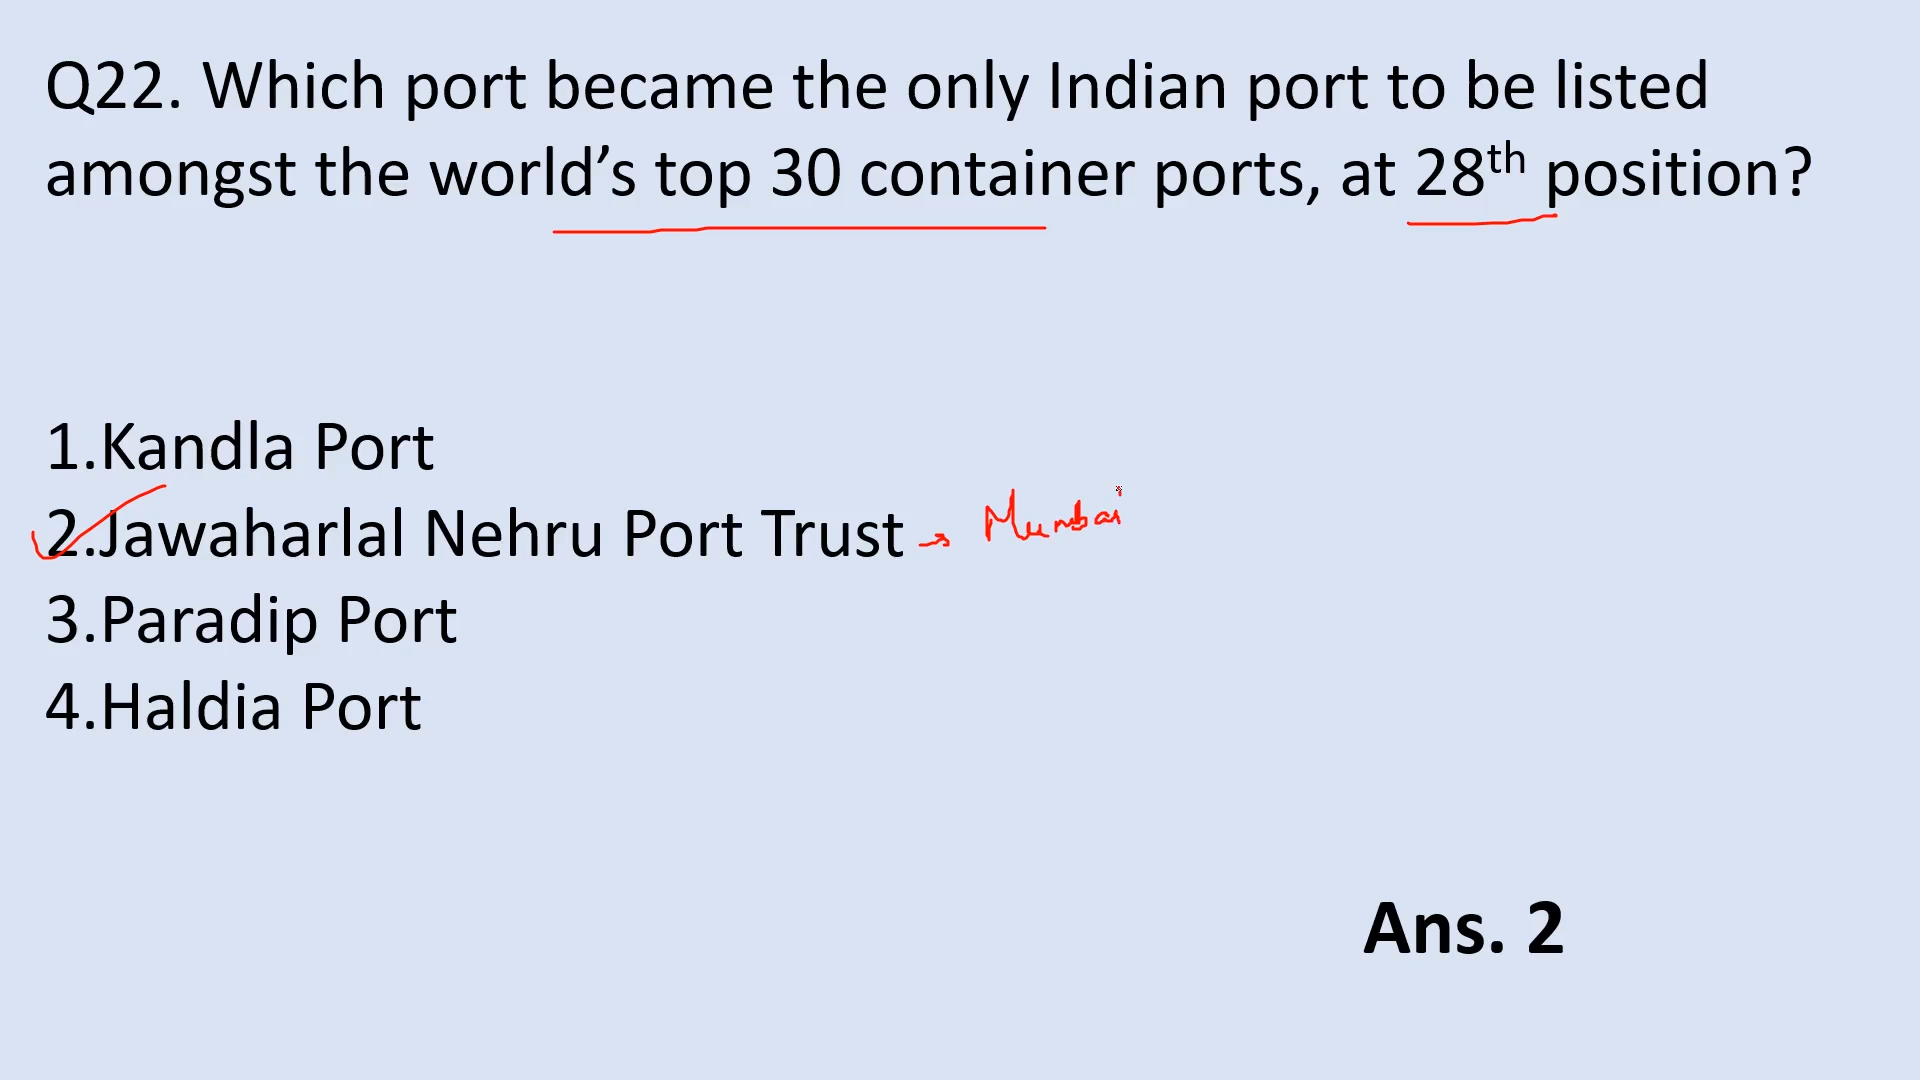 Q22. Which port became the only Indian port to be listed
amongst the world’s top 30 container ports, at 28th position?
1.Kandla Port
2.Jawaharlal Nehru Port Trust → Mumbai
3.Paradip Port
4.Haldia Port
Ans. 2